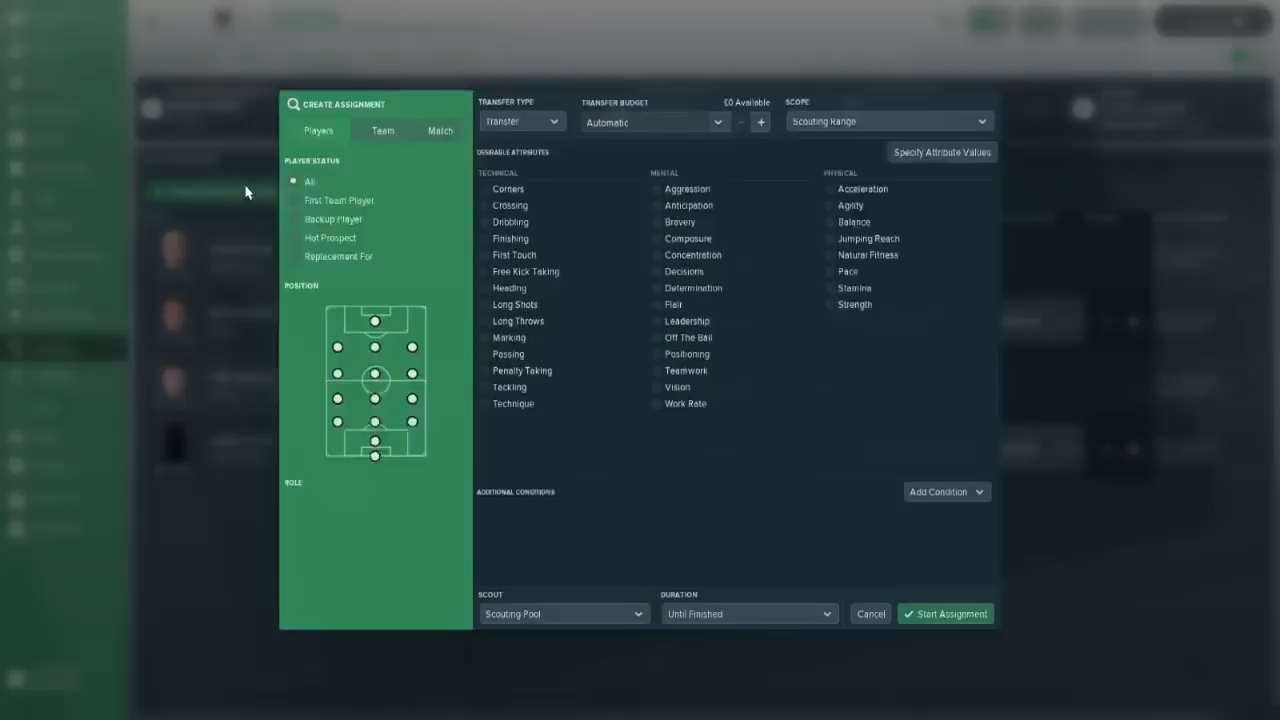 CREATE ASSIGNMENT
Players Team Match
PLAYER STATUS
All
First Team Player
Backup Player
Hot Prospect
Replacement For
POSITION
ROLE
TRANSFER TYPE
Transfer
TRANSFER BUDGET £0 Available
Automatic - +
SCOPE
Scouting Range
DESIRABLE ATTRIBUTES
Specify Attribute Values
TECHNICAL
Corners
Crossing
Dribbling
Finishing
First Touch
Free Kick Taking
Heading
Long Shots
Long Throws
Marking
Passing
Penalty Taking
Tackling
Technique
MENTAL
Aggression
Anticipation
Bravery
Composure
Concentration
Decisions
Determination
Flair
Leadership
Off The Ball
Positioning
Teamwork
Vision
Work Rate
PHYSICAL
Acceleration
Agility
Balance
Jumping Reach
Natural Fitness
Pace
Stamina
Strength
ADDITIONAL CONDITIONS
Add Condition
SCOUT
Scouting Pool
DURATION
Until Finished
Cancel
Start Assignment